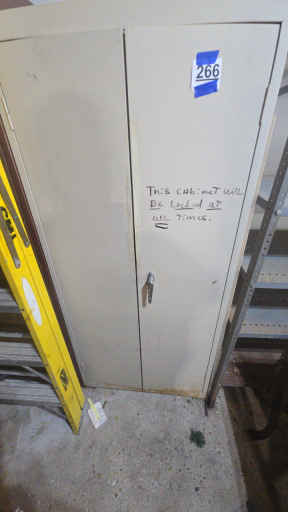 266
This cabinet will
be locked at
all times.